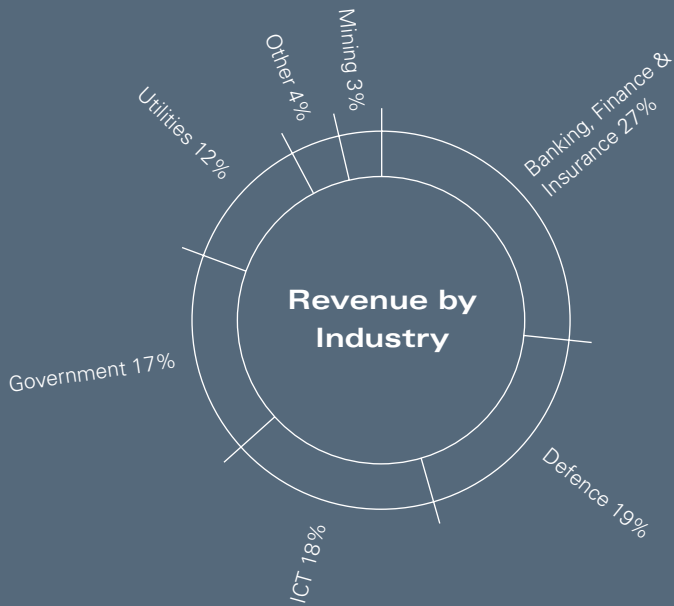 Revenue by
Industry
Banking, Finance &
Insurance 27%
Defence 19%
ICT 18%
Government 17%
Utilities 12%
Other 4%
Mining 3%